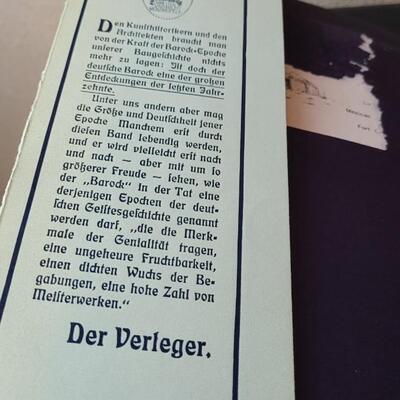 Den Kunsthistorikern und den
Architekten braucht man
von der Kraft der Barock-Epoche
unserer Baugeschichte nichts
mehr zu sagen: Ist doch der
deutsche Barock eine der großen
Entdeckungen der letzten Jahr-
zehnte.
Unter uns andern aber mag
die Größe und Deutschheit jener
Epoche Manchem erst durch
diesen Band lebendig werden,
und er wird vielleicht erst nach
und nach — aber mit um so
größerer Freude — sehen, wie
der „Barock" in der Tat eine
derjenigen Epochen der deut-
schen Geistesgeschichte genannt
werden darf, „die die Merk-
male der Genialität tragen,
eine ungeheure Fruchtbarkeit,
einen dichten Wuchs der Be-
gabungen, eine hohe Zahl von
Meisterwerken."
Der Verleger.